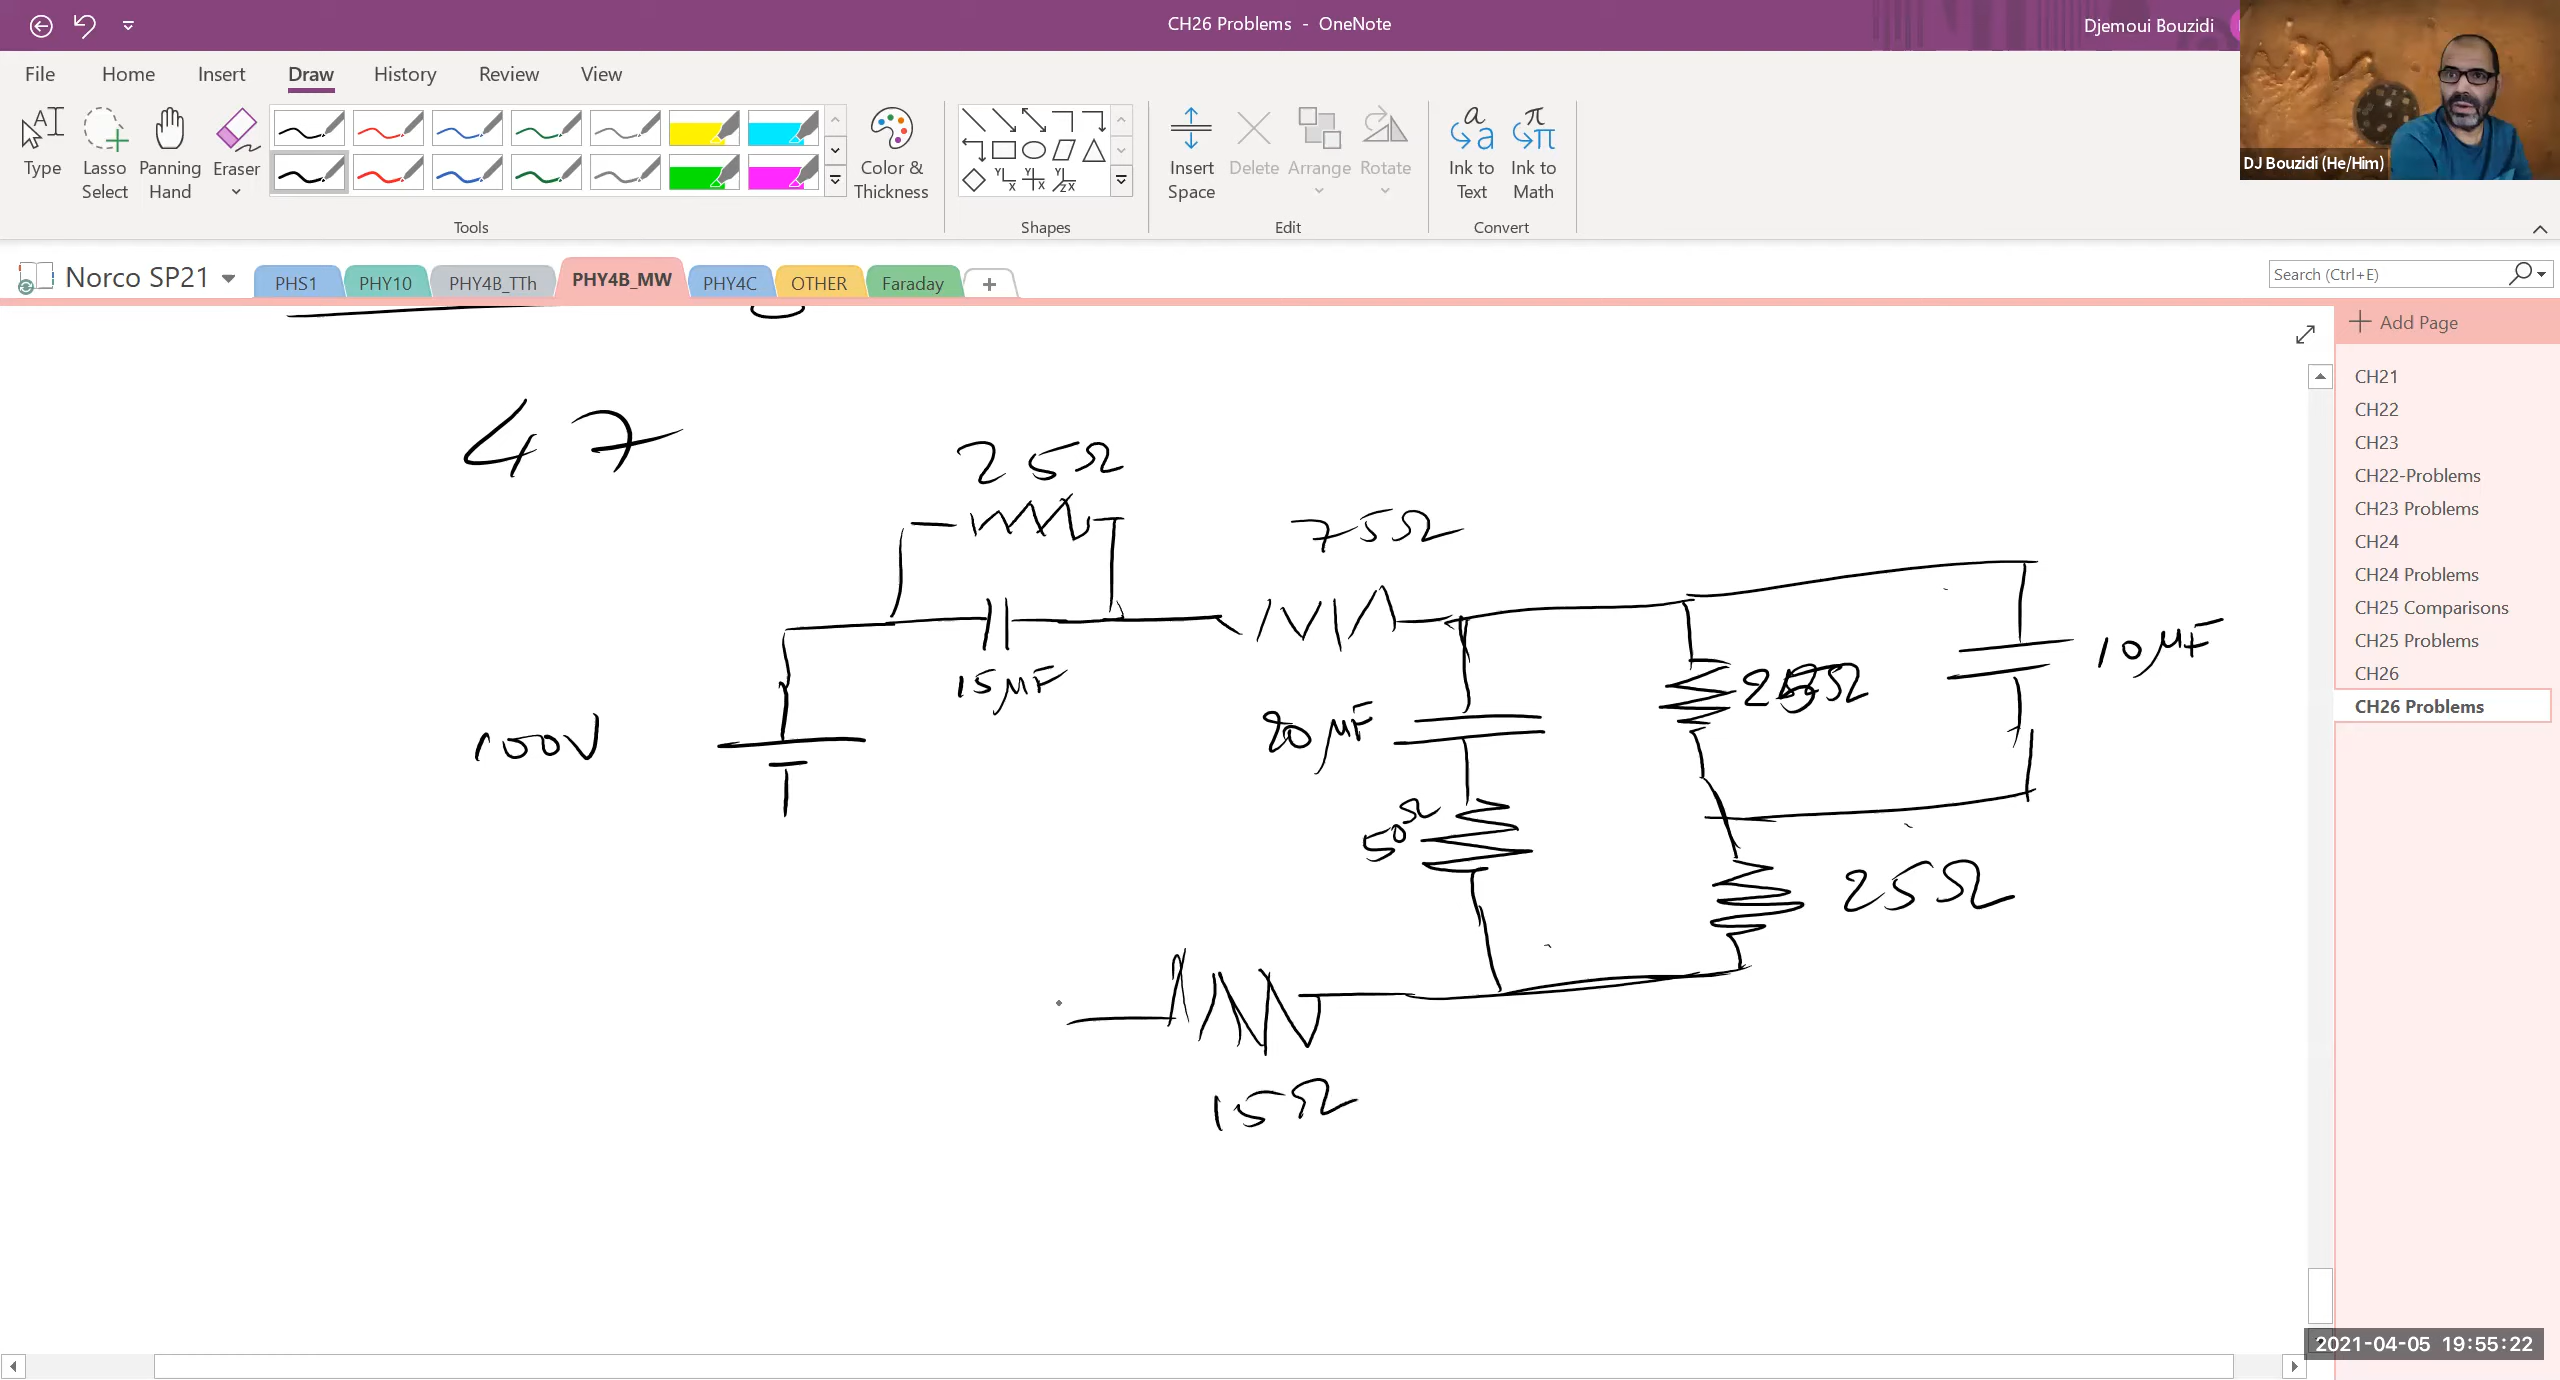 CH26 Problems - OneNote
Djemoui Bouzidi
File Home Insert Draw History Review View
Type
Lasso Select
Panning Hand
Eraser
Color & Thickness
Insert Space
Delete
Arrange
Rotate
Ink to Text
Ink to Math
Tools Shapes Edit Convert
DJ Bouzidi (He/Him)
Norco SP21 PHS1 PHY10 PHY4B_TTh PHY4B_MW PHY4C OTHER Faraday +
Search (Ctrl+E)
Add Page
CH21
CH22
CH23
CH22-Problems
CH23 Problems
CH24
CH24 Problems
CH25 Comparisons
CH25 Problems
CH26
CH26 Problems
47
25Ω
75Ω
15μF
10μF
100V
50Ω
25Ω
15Ω
2021-04-05 19:55:22